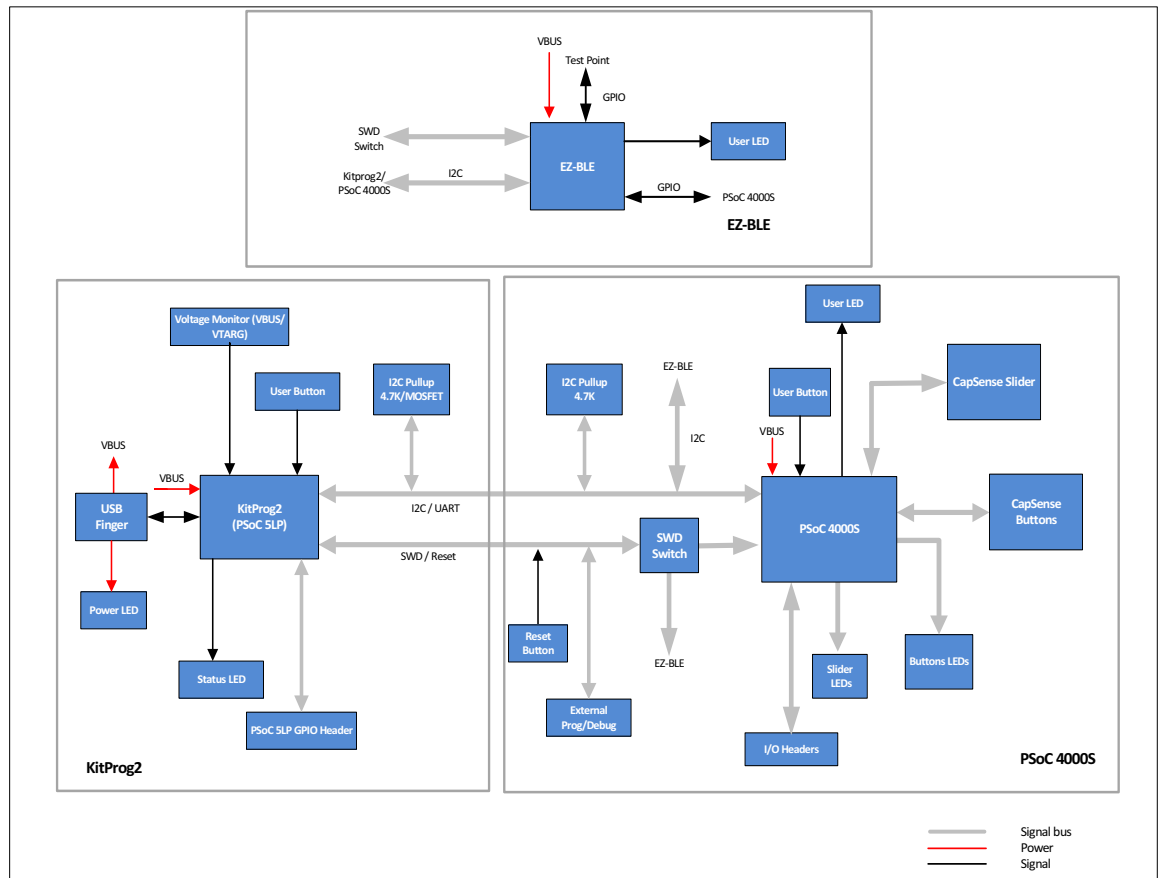 VBUS
Test Point
GPIO
SWD
Switch
EZ-BLE
User LED
Kitprog2/
PSoC 4000S
I2C
GPIO
PSoC 4000S
EZ-BLE
Voltage Monitor (VBUS/
VTARG)
User Button
I2C Pullup
4.7K/MOSFET
VBUS
VBUS
USB
Finger
KitProg2
(PSoC 5LP)
I2C / UART
SWD / Reset
Power LED
Status LED
PSoC 5LP GPIO Header
KitProg2
User LED
I2C Pullup
4.7K
EZ-BLE
User Button
CapSense Slider
VBUS
I2C
PSoC 4000S
CapSense
Buttons
SWD
Switch
Reset
Button
EZ-BLE
Slider
LEDs
Buttons LEDs
External
Prog/Debug
I/O Headers
PSoC 4000S
Signal bus
Power
Signal